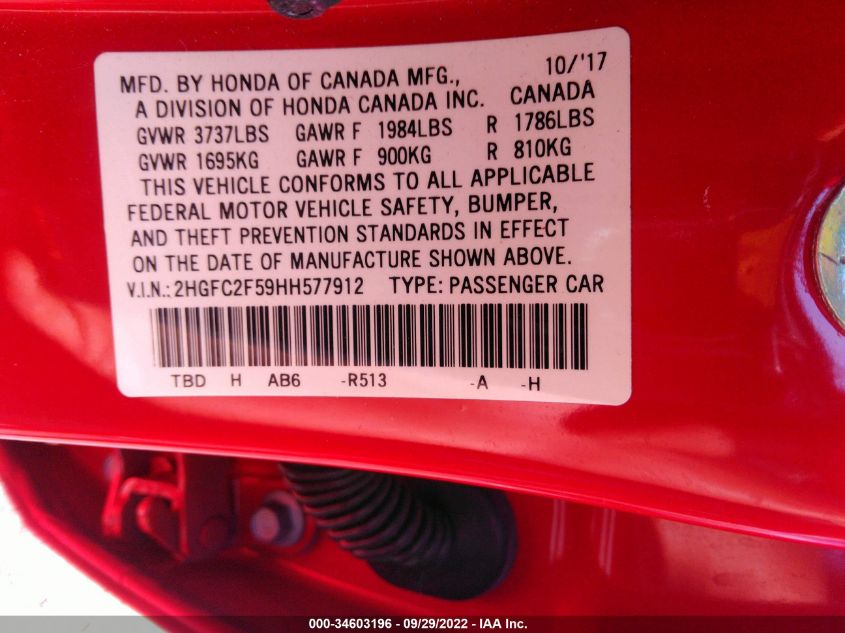 MFD. BY HONDA OF CANADA MFG., 10/'17
A DIVISION OF HONDA CANADA INC. CANADA
GVWR 3737LBS GAWR F 1984LBS R 1786LBS
GVWR 1695KG GAWR F 900KG R 810KG
THIS VEHICLE CONFORMS TO ALL APPLICABLE
FEDERAL MOTOR VEHICLE SAFETY, BUMPER,
AND THEFT PREVENTION STANDARDS IN EFFECT
ON THE DATE OF MANUFACTURE SHOWN ABOVE.
V.I.N.:2HGFC2F59HH577912 TYPE: PASSENGER CAR
TBD H AB6 -R513 -A -H
000-34603196 - 09/29/2022 - IAA Inc.